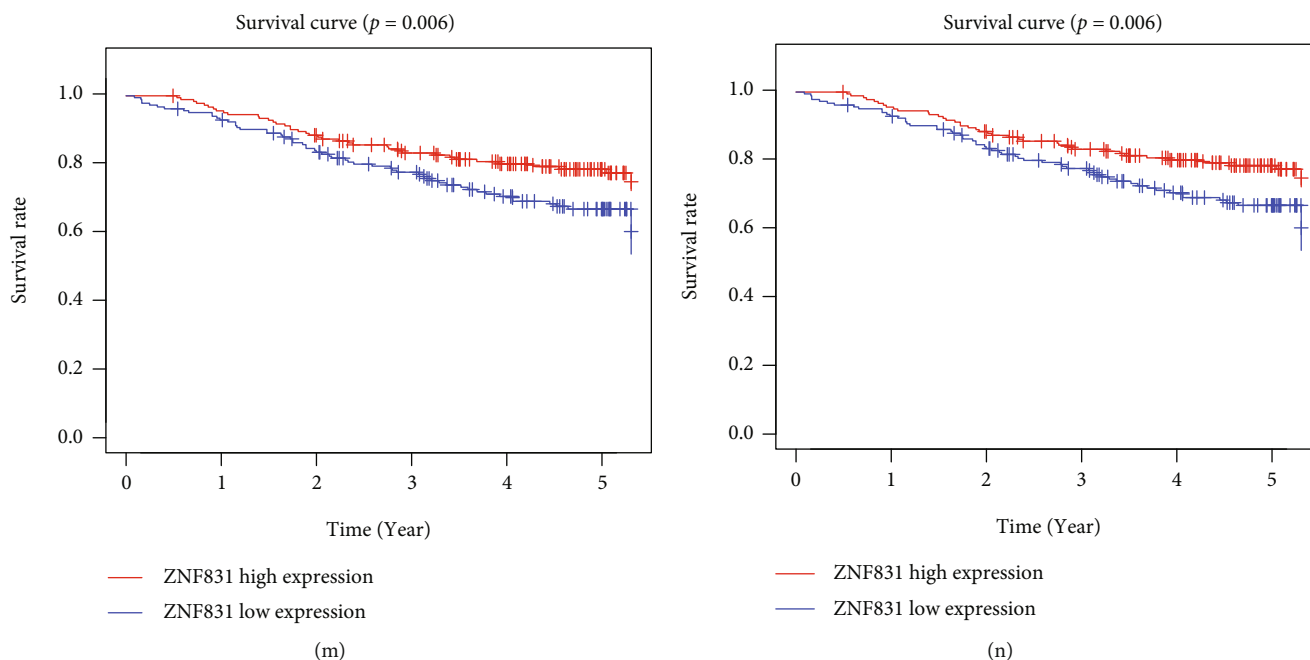 Survival curve (p = 0.006)
1.0
0.8
0.6
0.4
0.2
0.0
Survival rate
0 1 2 3 4 5
Time (Year)
ZNF831 high expression
ZNF831 low expression
(m)
Survival curve (p = 0.006)
1.0
0.8
0.6
0.4
0.2
0.0
Survival rate
0 1 2 3 4 5
Time (Year)
ZNF831 high expression
ZNF831 low expression
(n)